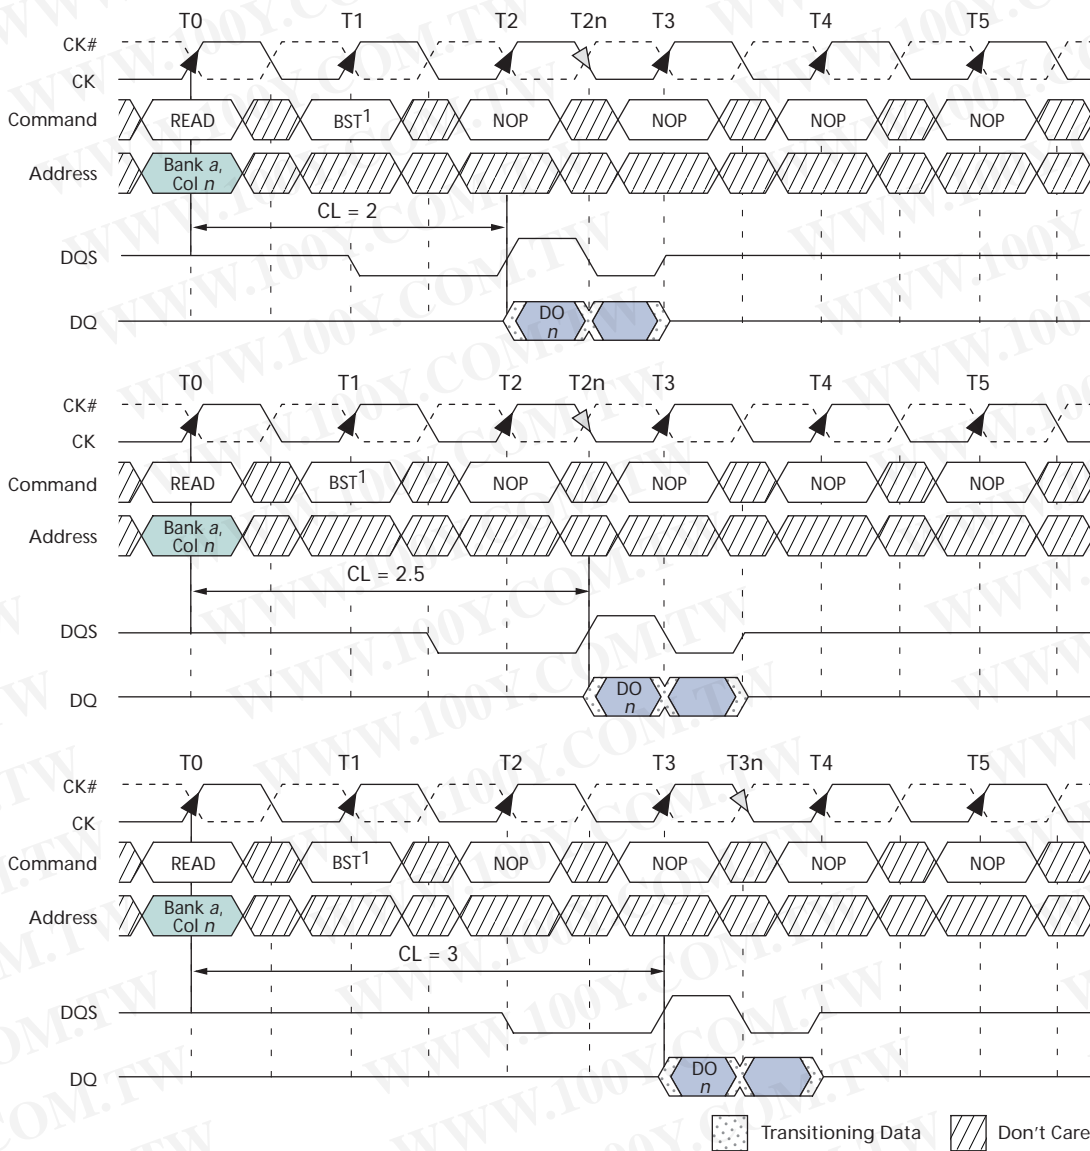 T0 T1 T2 T2n T3 T4 T5
CK#
CK
Command READ BST1 NOP NOP NOP NOP
Address Bank a,
Col n
CL = 2
DQS
DQ DO
n
T0 T1 T2 T2n T3 T4 T5
CK#
CK
Command READ BST1 NOP NOP NOP NOP
Address Bank a,
Col n
CL = 2.5
DQS
DQ DO
n
T0 T1 T2 T3 T3n T4 T5
CK#
CK
Command READ BST1 NOP NOP NOP NOP
Address Bank a,
Col n
CL = 3
DQS
DQ DO
n
Transitioning Data Don't Care
WWW.100Y.COM.TW